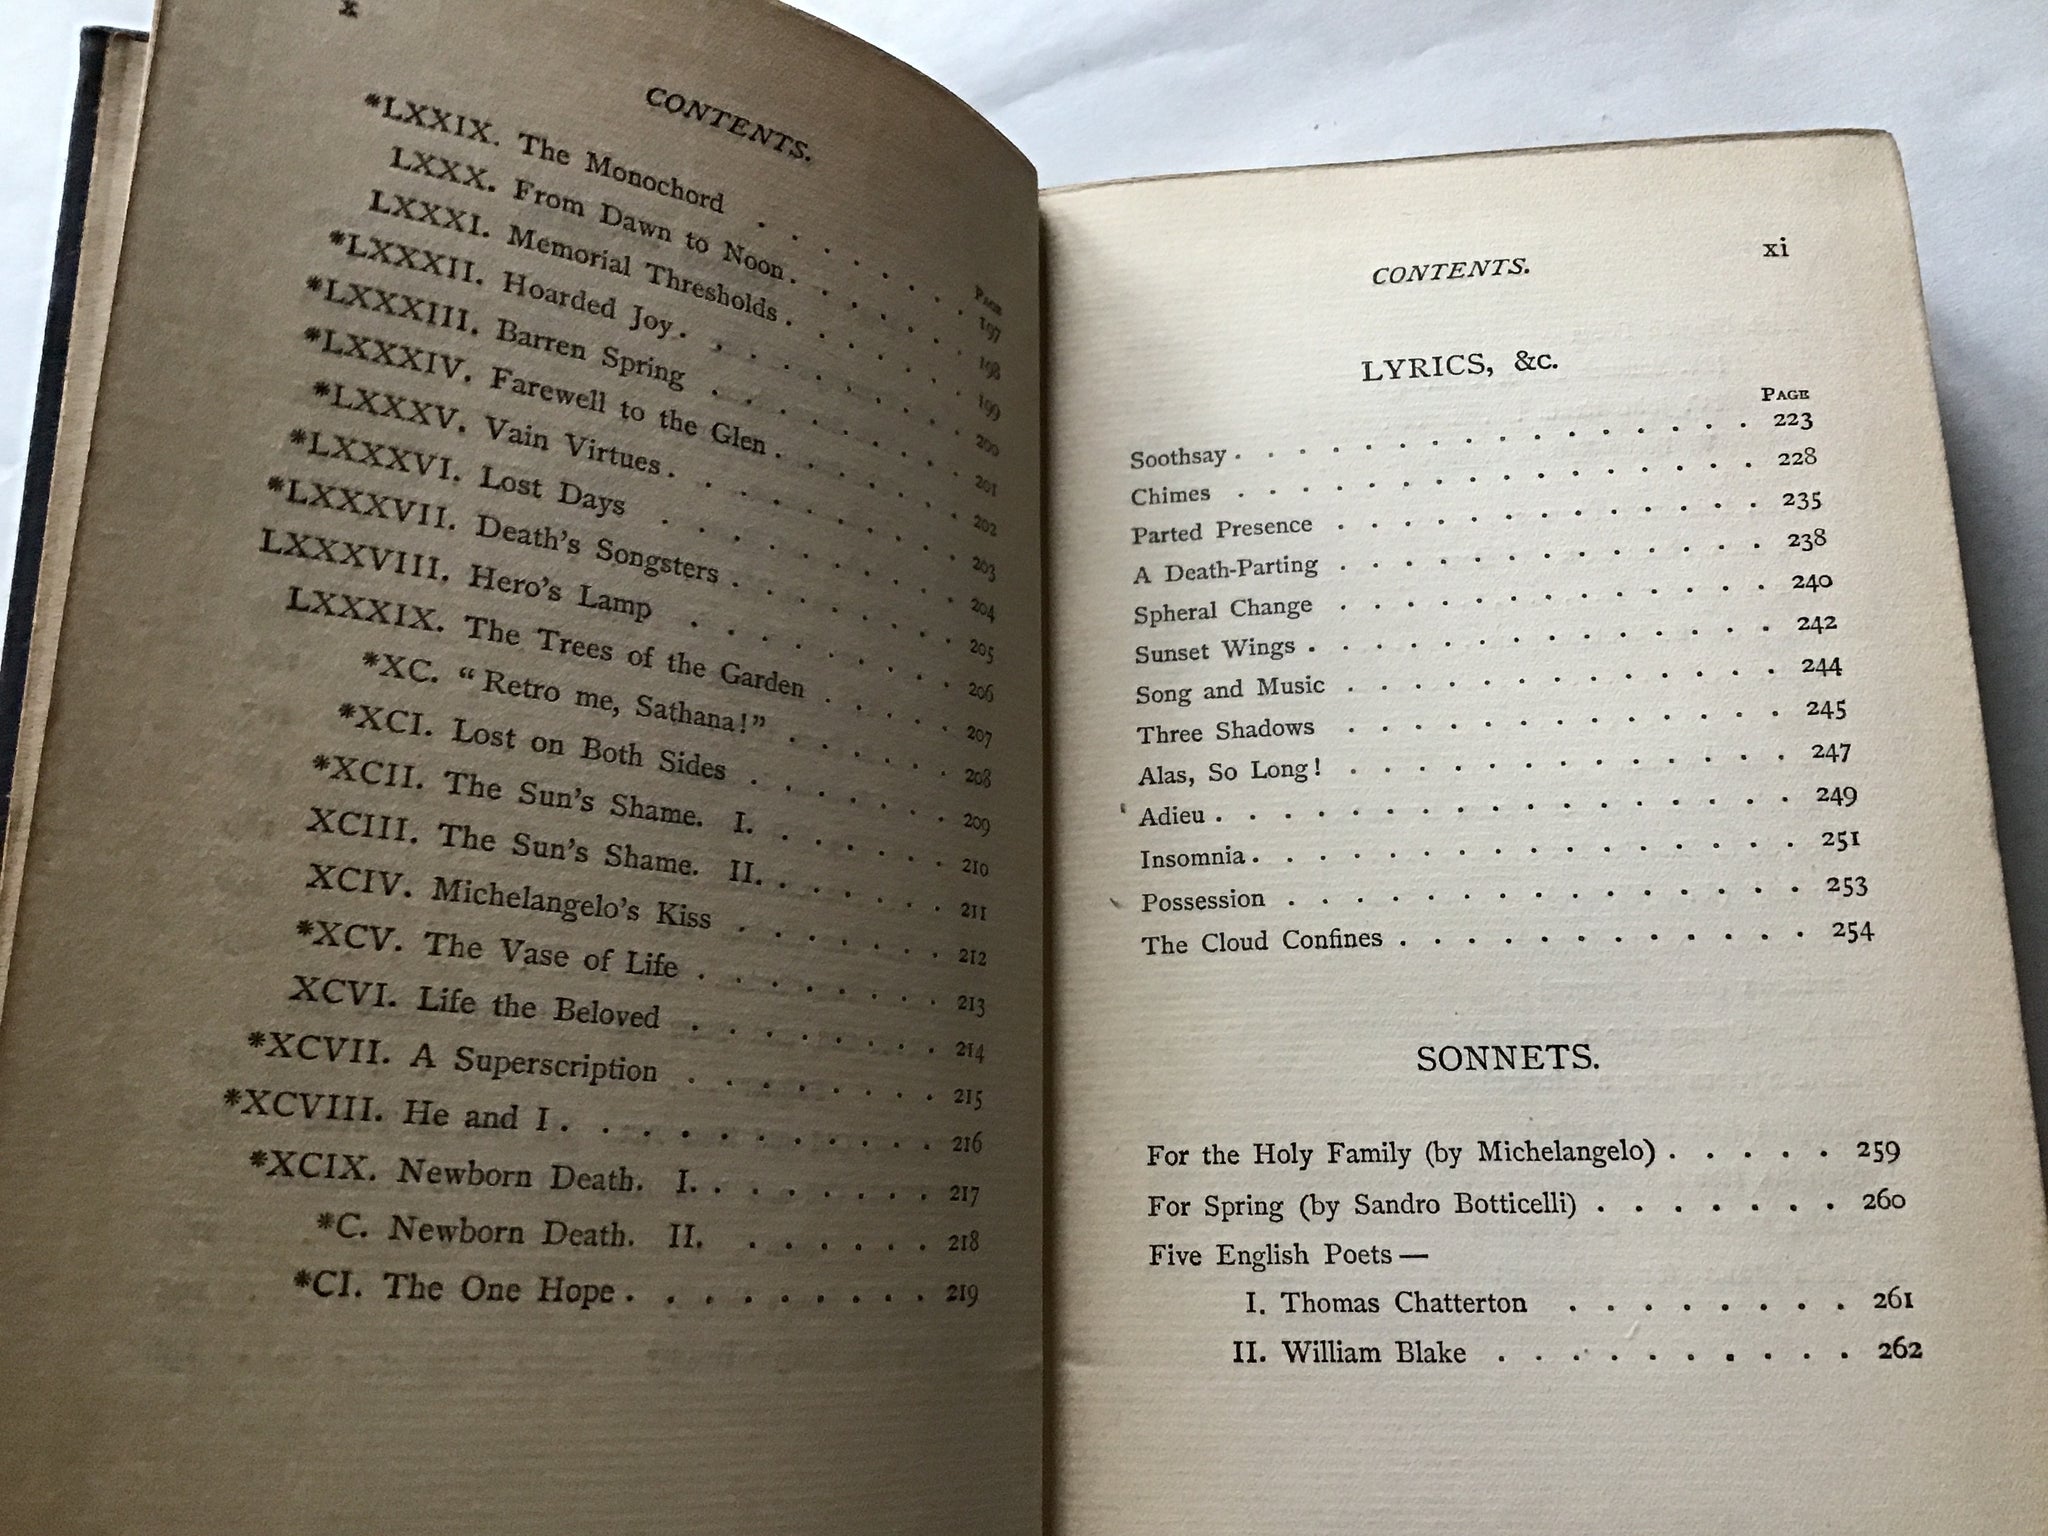 x
CONTENTS.
Page
*LXXIX. The Monochord . . . . . . . 197
LXXX. From Dawn to Noon . . . . . . 198
LXXXI. Memorial Thresholds . . . . . . 199
*LXXXII. Hoarded Joy . . . . . . . . 200
*LXXXIII. Barren Spring . . . . . . . 201
*LXXXIV. Farewell to the Glen . . . . . . 202
*LXXXV. Vain Virtues . . . . . . . . 203
*LXXXVI. Lost Days . . . . . . . . 204
*LXXXVII. Death's Songsters . . . . . . . 205
LXXXVIII. Hero's Lamp . . . . . . . . 206
LXXXIX. The Trees of the Garden . . . . . 207
*XC. "Retro me, Sathana!" . . . . . 208
*XCI. Lost on Both Sides . . . . . . 209
*XCII. The Sun's Shame. I. . . . . . 210
XCIII. The Sun's Shame. II. . . . . . 211
XCIV. Michelangelo's Kiss . . . . . . 212
*XCV. The Vase of Life . . . . . . . 213
XCVI. Life the Beloved . . . . . . . 214
*XCVII. A Superscription . . . . . . . 215
*XCVIII. He and I . . . . . . . . . . 216
*XCIX. Newborn Death. I. . . . . . . . 217
*C. Newborn Death. II. . . . . . . 218
*CI. The One Hope . . . . . . . . . 219
CONTENTS. xi
LYRICS, &c.
Page
Soothsay . . . . . . . . . . . . . . 223
Chimes . . . . . . . . . . . . . . 228
Parted Presence . . . . . . . . . . . . 235
A Death-Parting . . . . . . . . . . . . 238
Spheral Change . . . . . . . . . . . . 240
Sunset Wings . . . . . . . . . . . . . 242
Song and Music . . . . . . . . . . . . 244
Three Shadows . . . . . . . . . . . . 245
Alas, So Long! . . . . . . . . . . . . 247
Adieu . . . . . . . . . . . . . . . 249
Insomnia . . . . . . . . . . . . . . 251
Possession . . . . . . . . . . . . . 253
The Cloud Confines . . . . . . . . . . . 254
SONNETS.
For the Holy Family (by Michelangelo) . . . . . 259
For Spring (by Sandro Botticelli) . . . . . . . 260
Five English Poets—
I. Thomas Chatterton . . . . . . . . 261
II. William Blake . . . . . . . . . . 262